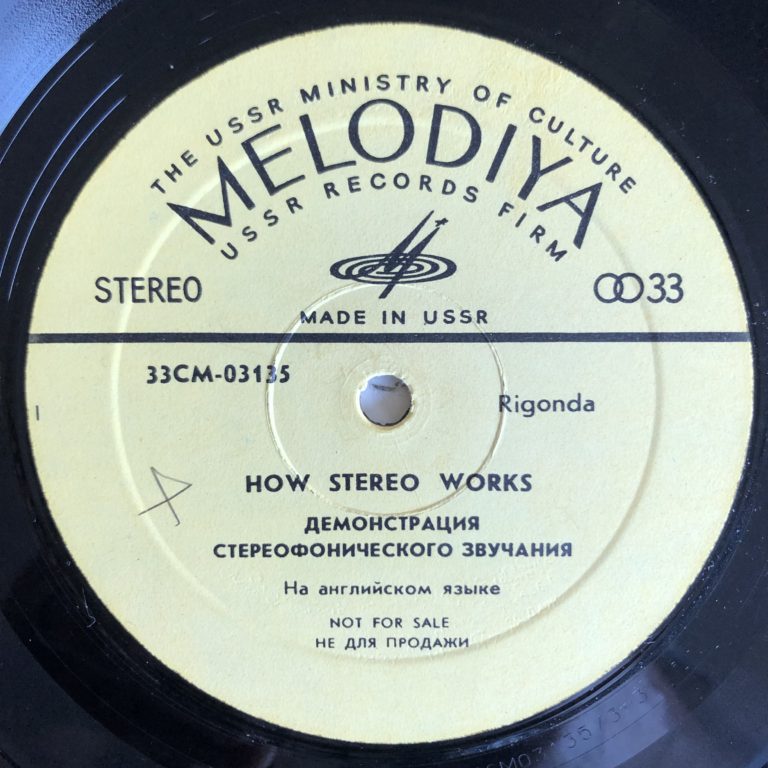 THE USSR MINISTRY OF CULTURE
MELODIYA
USSR RECORDS FIRM
STEREO
33
MADE IN USSR
33СМ-03135
Rigonda
HOW STEREO WORKS
ДЕМОНСТРАЦИЯ
СТЕРЕОФОНИЧЕСКОГО ЗВУЧАНИЯ
На английском языке
NOT FOR SALE
НЕ ДЛЯ ПРОДАЖИ